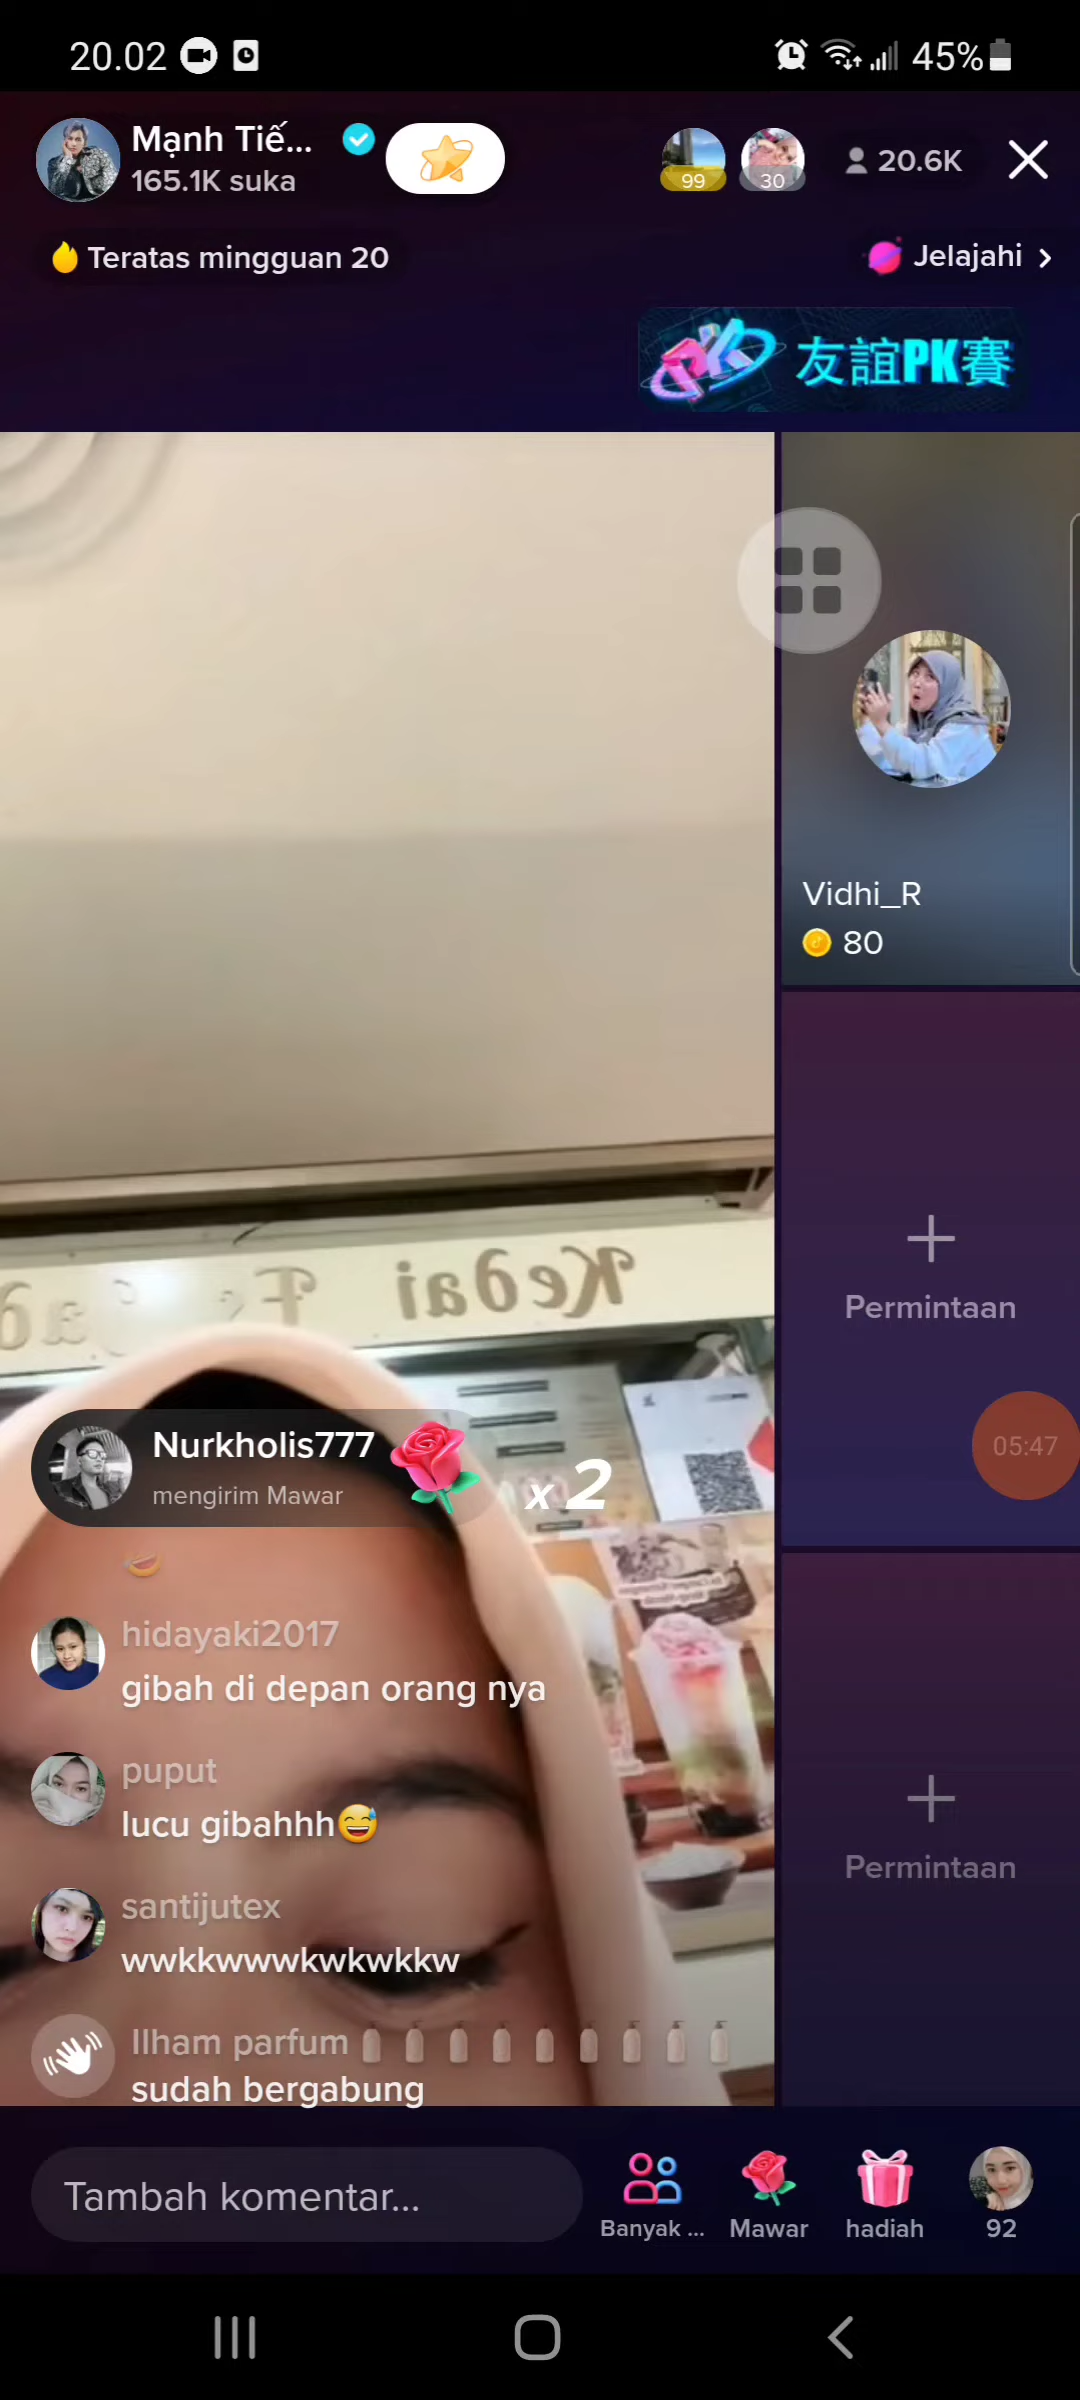 20.02
45%
Mạnh Tiế...
165.1K suka
99
30
20.6K
Teratas mingguan 20
Jelajahi
PK
友誼PK賽
Vidhi_R
80
Kedai
Permintaan
05:47
Nurkholis777
mengirim Mawar
x 2
hidayaki2017
gibah di depan orang nya
puput
lucu gibahhh😅
Permintaan
santijutex
wwkkwwwkwkwkkw
Ilham parfum 🧴🧴🧴🧴🧴🧴🧴🧴🧴
sudah bergabung
Tambah komentar...
Banyak ...
Mawar
hadiah
92